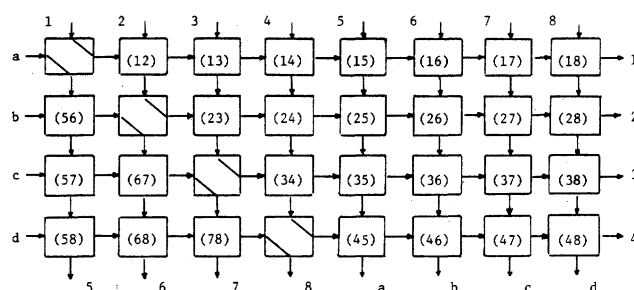 1 2 3 4 5 6 7 8
a (12) (13) (14) (15) (16) (17) (18) 1
b (56) (23) (24) (25) (26) (27) (28) 2
c (57) (67) (34) (35) (36) (37) (38) 3
d (58) (68) (78) (45) (46) (47) (48) 4
5 6 7 8 a b c d